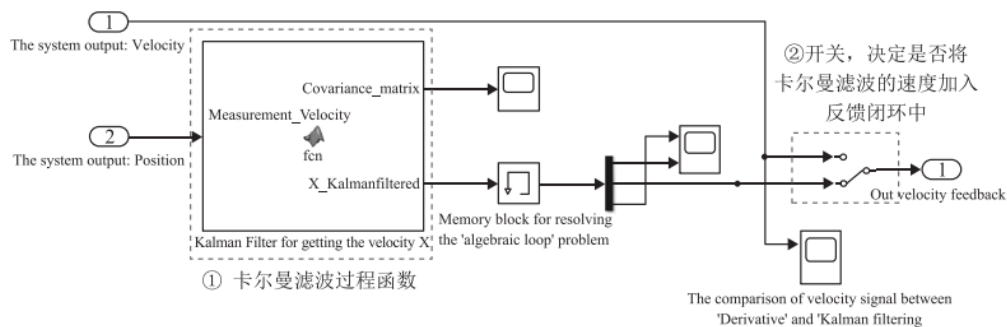 1
The system output: Velocity
②开关，决定是否将
卡尔曼滤波的速度加入
反馈闭环中
Covariance_matrix
Measurement_Velocity
2
fcn
The system output: Position
X_Kalmanfiltered
1
Out velocity feedback
Memory block for resolving
the 'algebraic loop' problem
Kalman Filter for getting the velocity X
① 卡尔曼滤波过程函数
The comparison of velocity signal between
'Derivative' and 'Kalman filtering